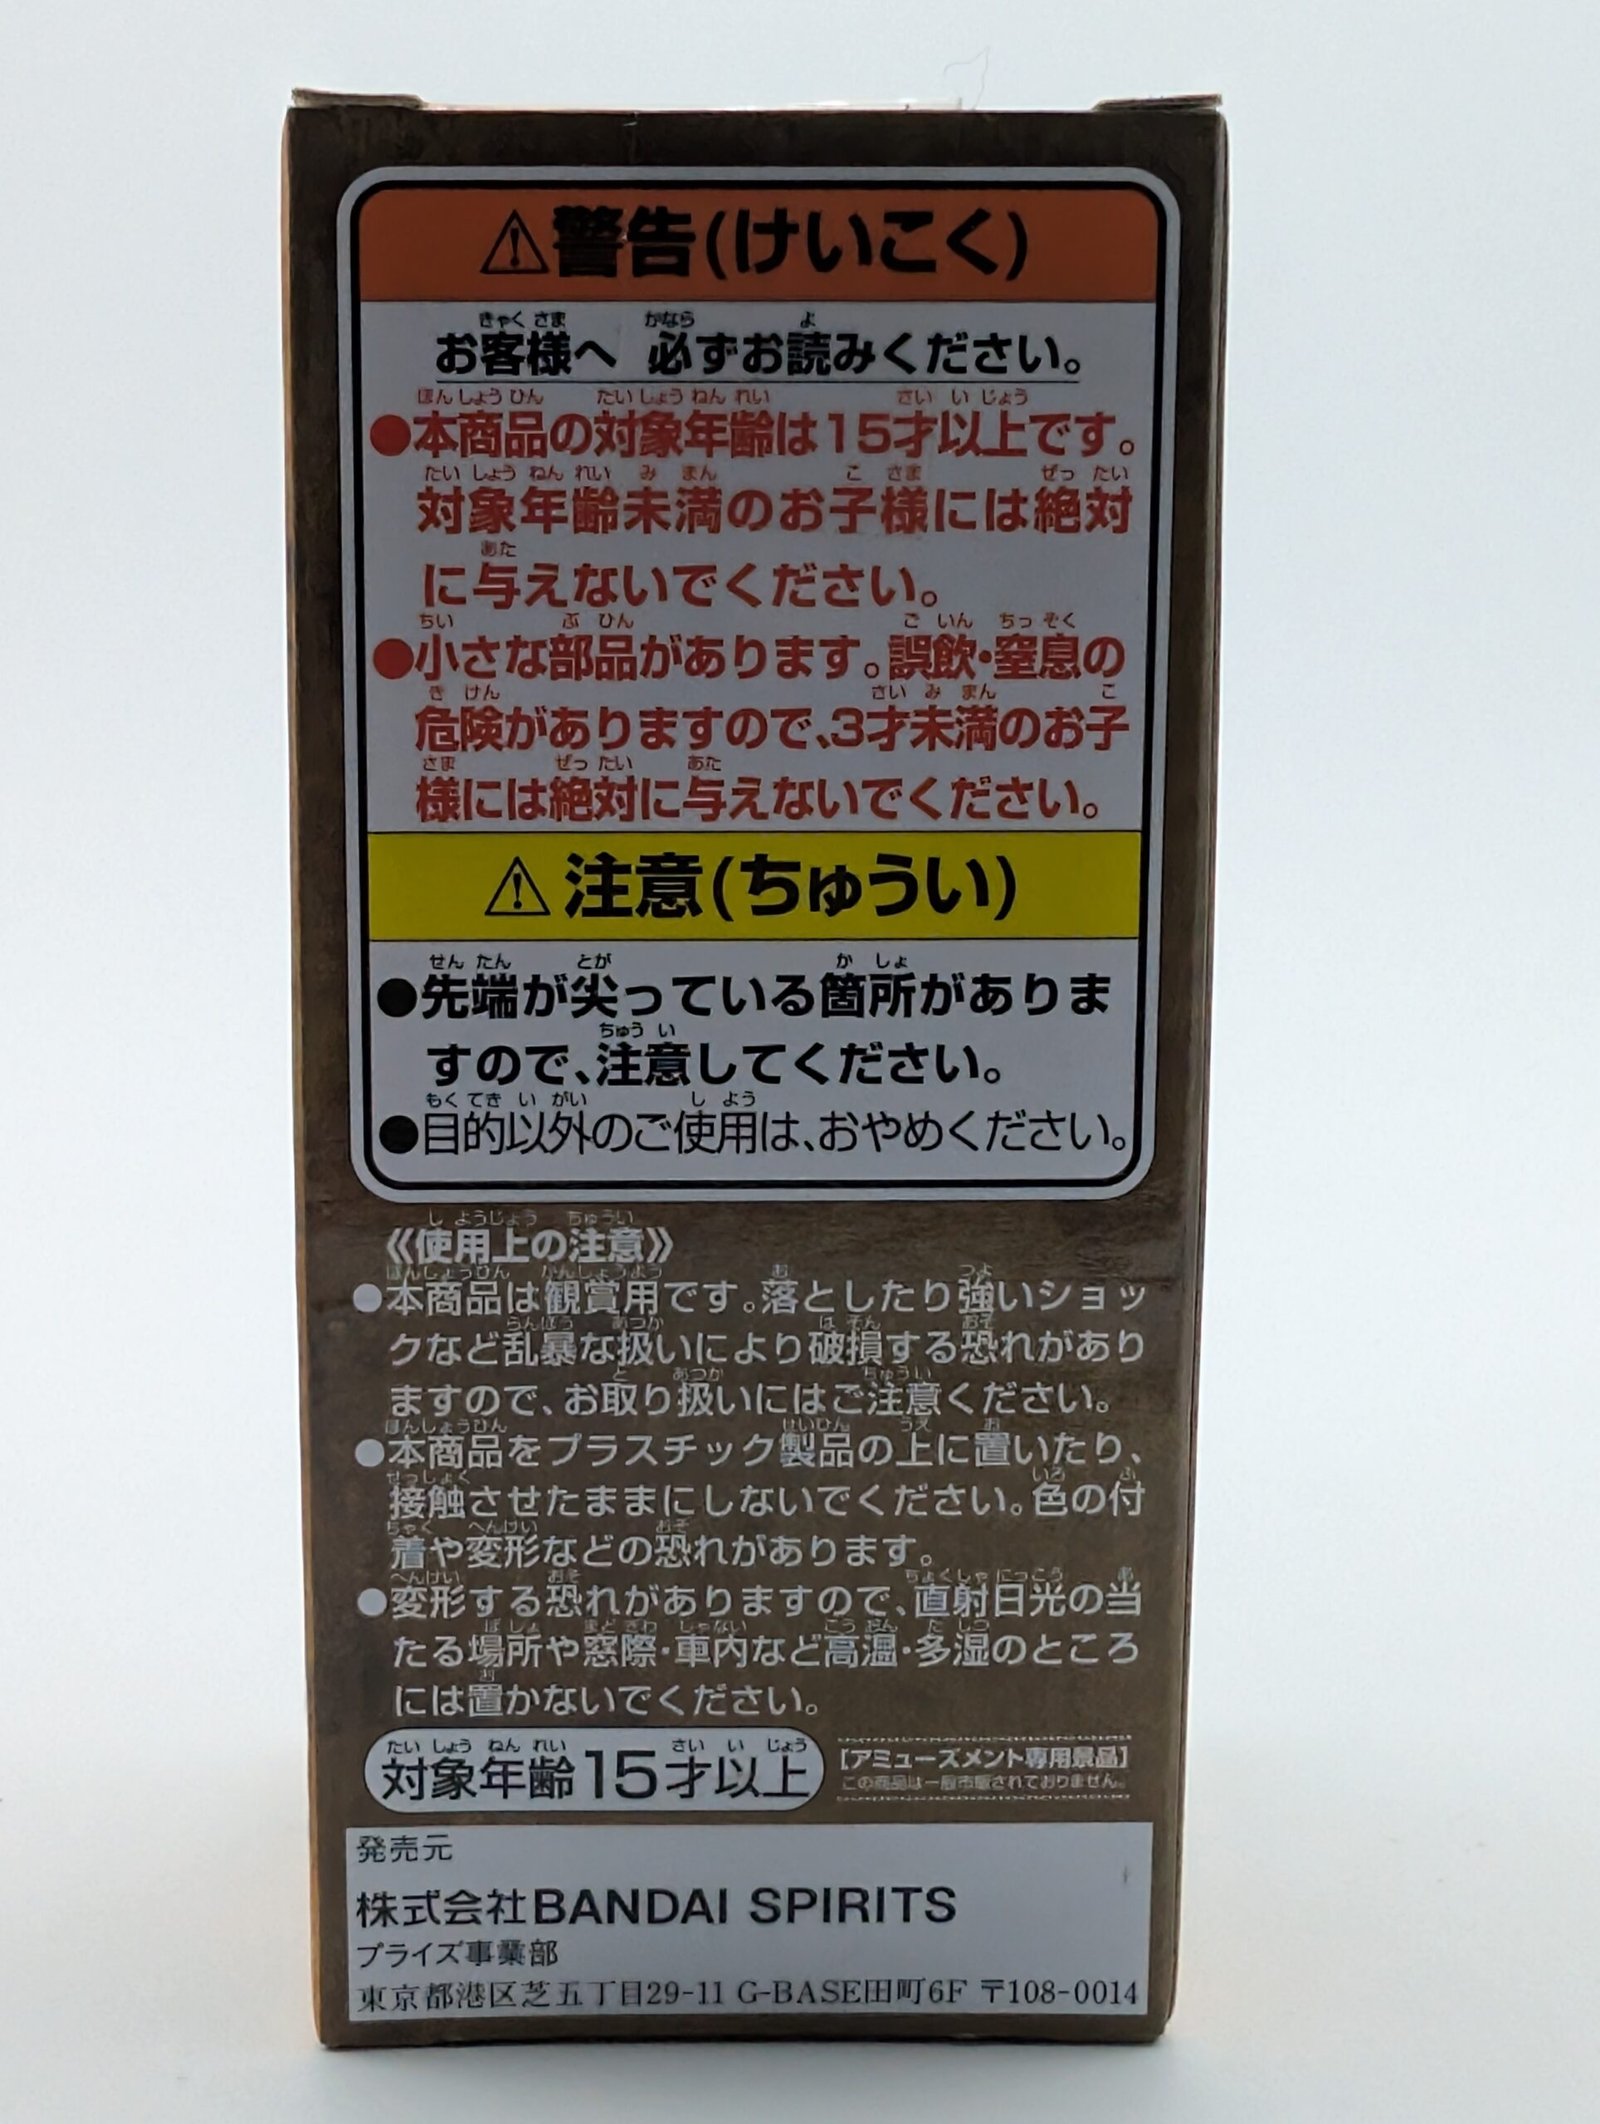 ⚠警告(けいこく)
お客様へ 必ずお読みください。
●本商品の対象年齢は15才以上です。
対象年齢未満のお子様には絶対
に与えないでください。
●小さな部品があります。誤飲・窒息の
危険がありますので、3才未満のお子
様には絶対に与えないでください。
⚠注意(ちゅうい)
●先端が尖っている箇所がありま
すので、注意してください。
●目的以外のご使用は、おやめください。
《使用上の注意》
●本商品は観賞用です。落としたり強いショッ
クなど乱暴な扱いにより破損する恐れがあり
ますので、お取り扱いにはご注意ください。
●本商品をプラスチック製品の上に置いたり、
接触させたままにしないでください。色の付
着や変形などの恐れがあります。
●変形する恐れがありますので、直射日光の当
たる場所や窓際・車内など高温・多湿のところ
には置かないでください。
対象年齢15才以上
[アミューズメント専用景品]
この商品は一般市販されておりません。
発売元
株式会社BANDAI SPIRITS
プライズ事業部
東京都港区芝五丁目29-11 G-BASE田町6F 〒108-0014